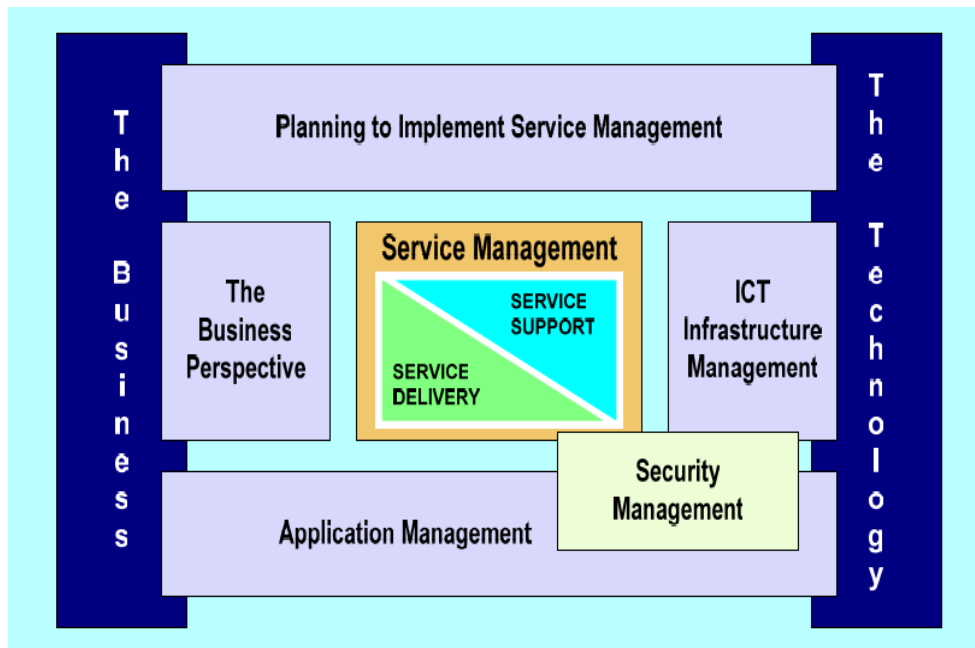 The Business
Planning to Implement Service Management
The Technology
The
Business
Perspective
Service Management
SERVICE
SUPPORT
SERVICE
DELIVERY
ICT
Infrastructure
Management
Security
Management
Application Management